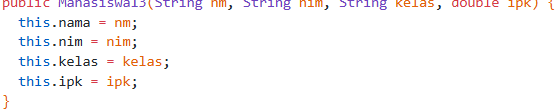 public Mahasiswa13(String nm, String nim, String kelas, double ipk) {
this.nama = nm;
this.nim = nim;
this.kelas = kelas;
this.ipk = ipk;
}